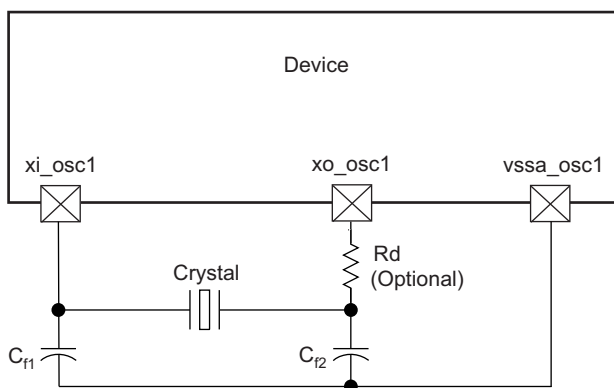 Device
xi_osc1
xo_osc1
vssa_osc1
Crystal
Rd
(Optional)
Cf1
Cf2